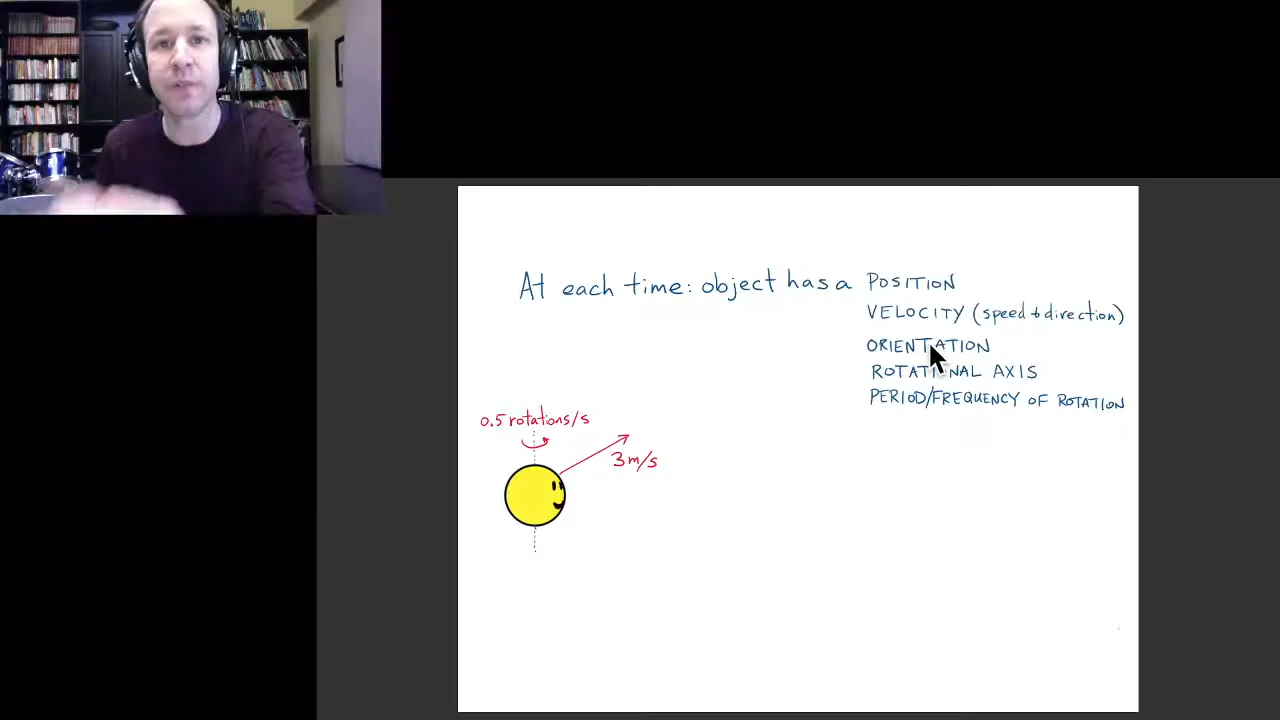 At each time: object has a POSITION
VELOCITY (speed + direction)
ORIENTATION
ROTATIONAL AXIS
PERIOD/FREQUENCY OF ROTATION
0.5 rotations/s
3m/s